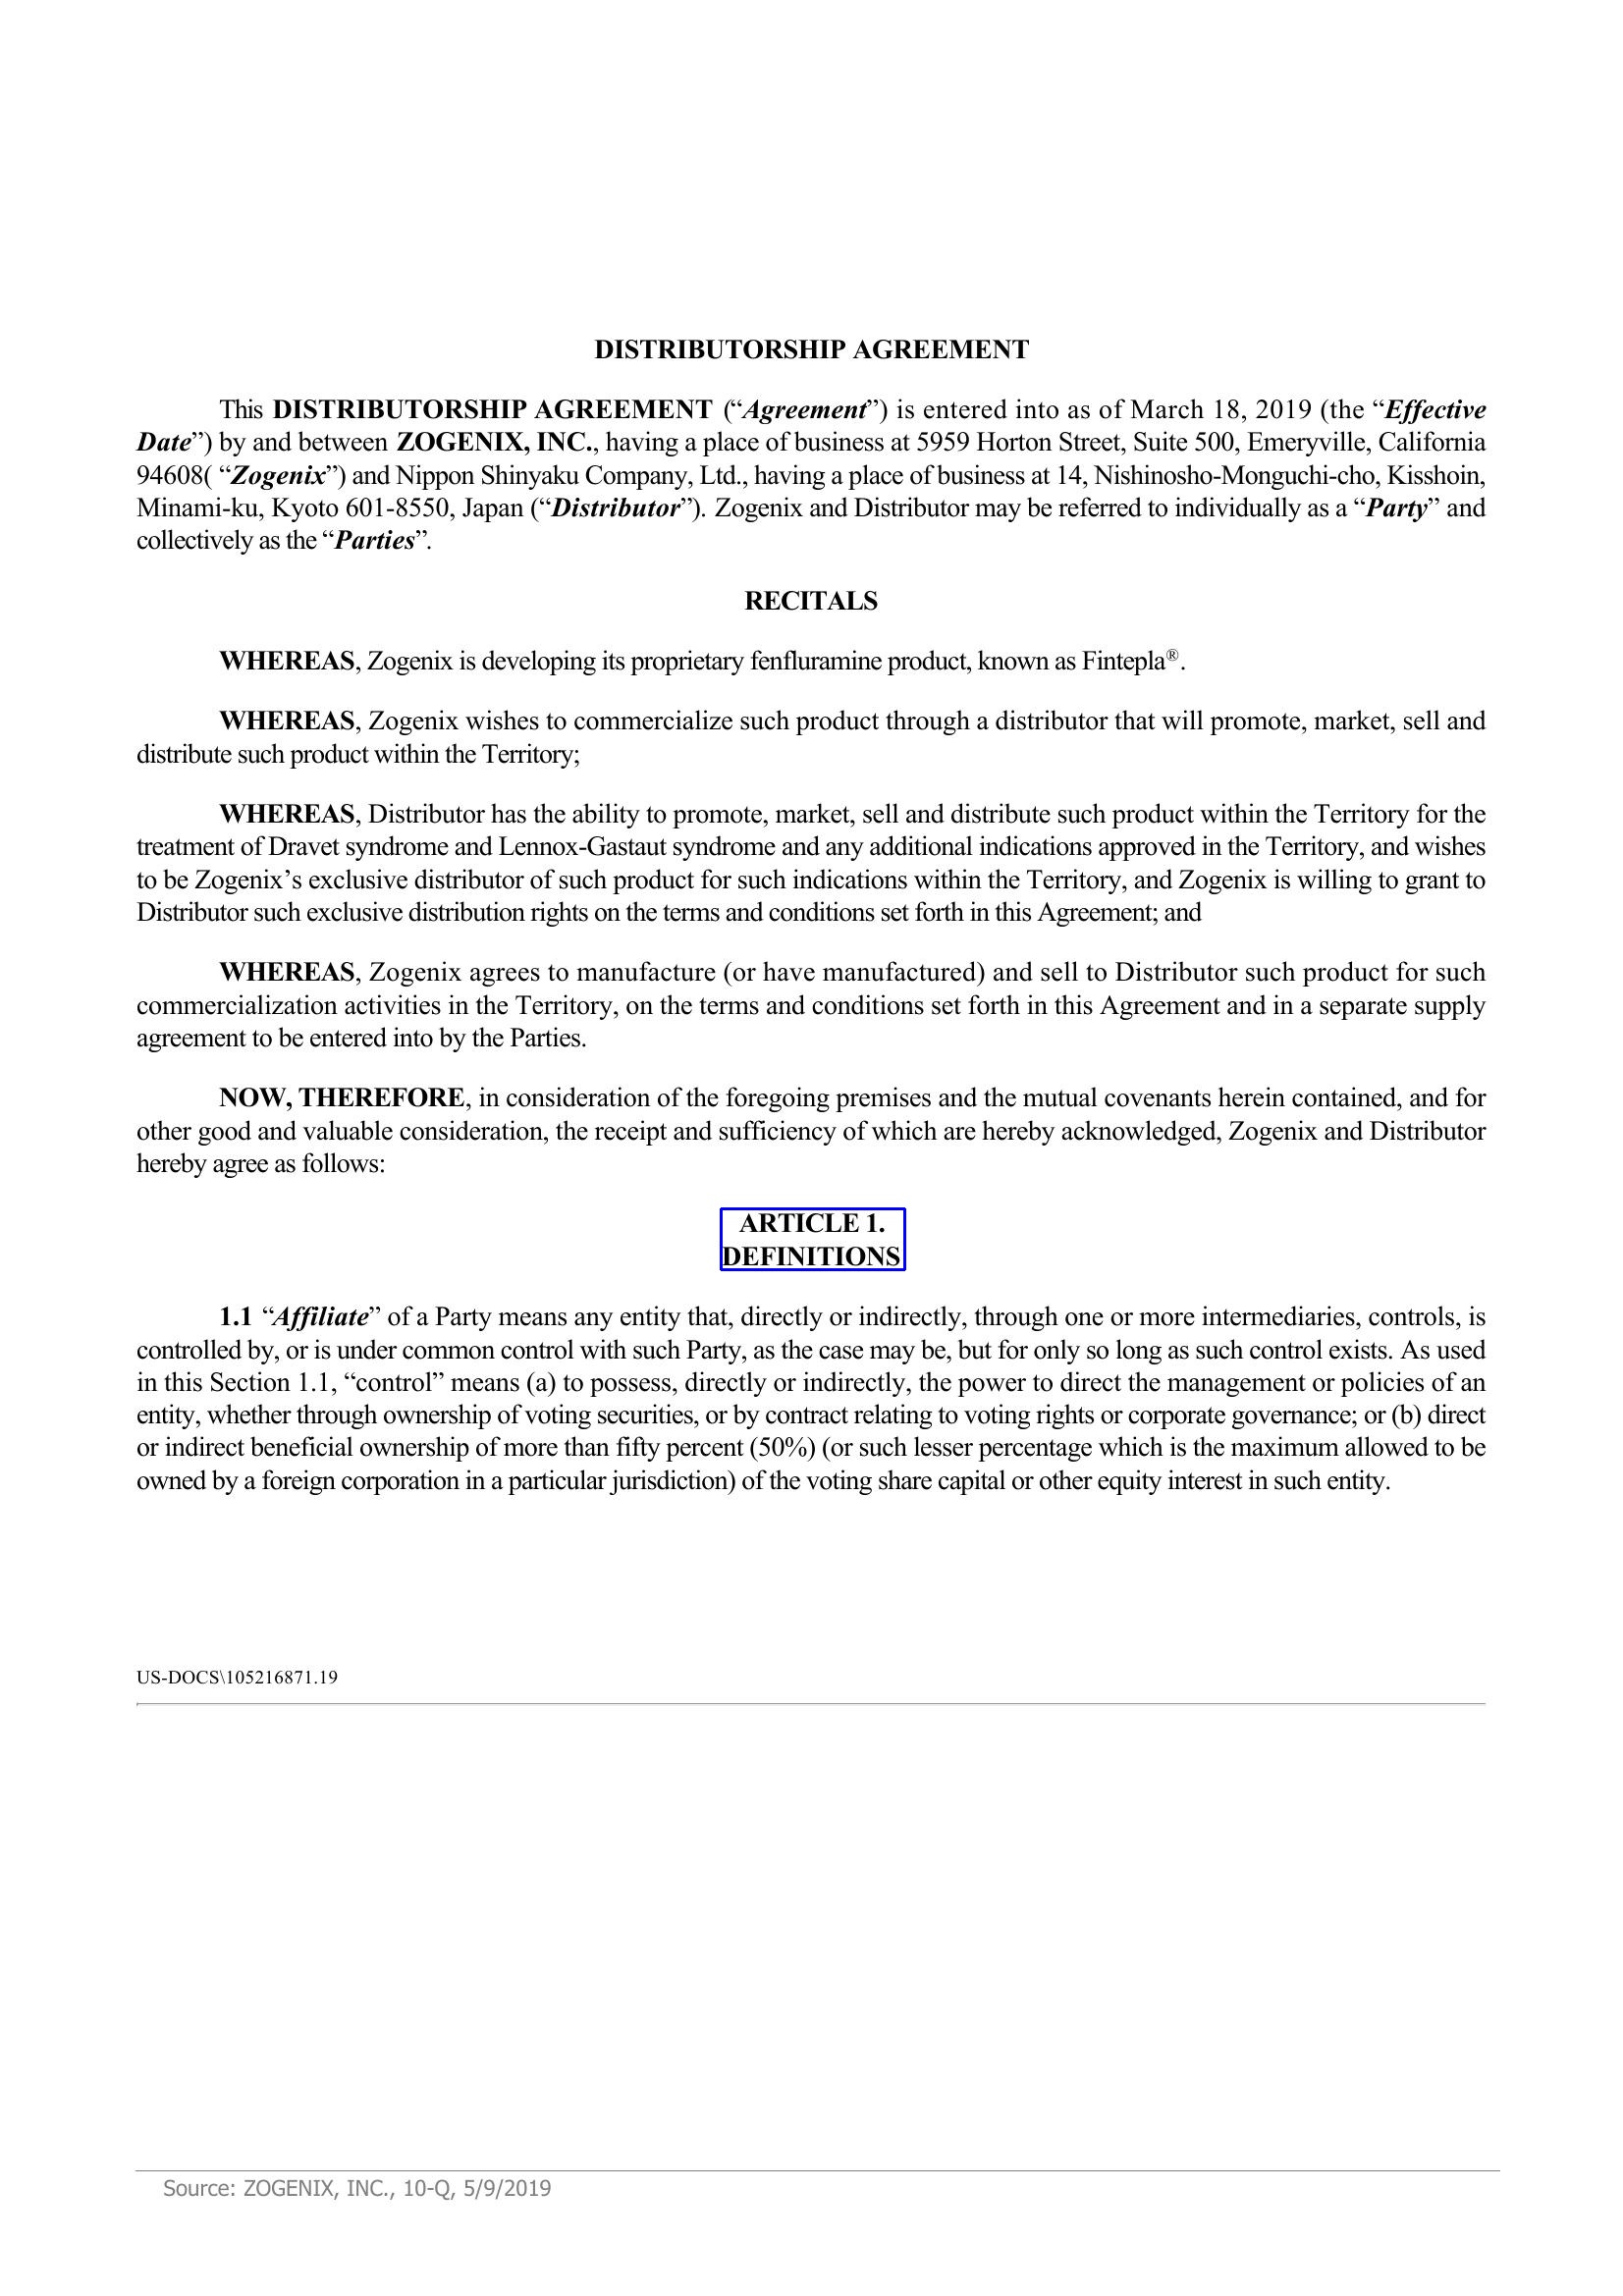 DISTRIBUTORSHIP AGREEMENT
This DISTRIBUTORSHIP AGREEMENT (“Agreement”) is entered into as of March 18, 2019 (the “Effective
Date”) by and between ZOGENIX, INC., having a place of business at 5959 Horton Street, Suite 500, Emeryville, California
94608( “Zogenix”) and Nippon Shinyaku Company, Ltd., having a place of business at 14, Nishinosho-Monguchi-cho, Kisshoin,
Minami-ku, Kyoto 601-8550, Japan (“Distributor”). Zogenix and Distributor may be referred to individually as a “Party” and
collectively as the “Parties”.
RECITALS
WHEREAS, Zogenix is developing its proprietary fenfluramine product, known as Fintepla®.
WHEREAS, Zogenix wishes to commercialize such product through a distributor that will promote, market, sell and
distribute such product within the Territory;
WHEREAS, Distributor has the ability to promote, market, sell and distribute such product within the Territory for the
treatment of Dravet syndrome and Lennox-Gastaut syndrome and any additional indications approved in the Territory, and wishes
to be Zogenix’s exclusive distributor of such product for such indications within the Territory, and Zogenix is willing to grant to
Distributor such exclusive distribution rights on the terms and conditions set forth in this Agreement; and
WHEREAS, Zogenix agrees to manufacture (or have manufactured) and sell to Distributor such product for such
commercialization activities in the Territory, on the terms and conditions set forth in this Agreement and in a separate supply
agreement to be entered into by the Parties.
NOW, THEREFORE, in consideration of the foregoing premises and the mutual covenants herein contained, and for
other good and valuable consideration, the receipt and sufficiency of which are hereby acknowledged, Zogenix and Distributor
hereby agree as follows:
ARTICLE 1.
DEFINITIONS
1.1 “Affiliate” of a Party means any entity that, directly or indirectly, through one or more intermediaries, controls, is
controlled by, or is under common control with such Party, as the case may be, but for only so long as such control exists. As used
in this Section 1.1, “control” means (a) to possess, directly or indirectly, the power to direct the management or policies of an
entity, whether through ownership of voting securities, or by contract relating to voting rights or corporate governance; or (b) direct
or indirect beneficial ownership of more than fifty percent (50%) (or such lesser percentage which is the maximum allowed to be
owned by a foreign corporation in a particular jurisdiction) of the voting share capital or other equity interest in such entity.
US-DOCS\105216871.19
Source: ZOGENIX, INC., 10-Q, 5/9/2019